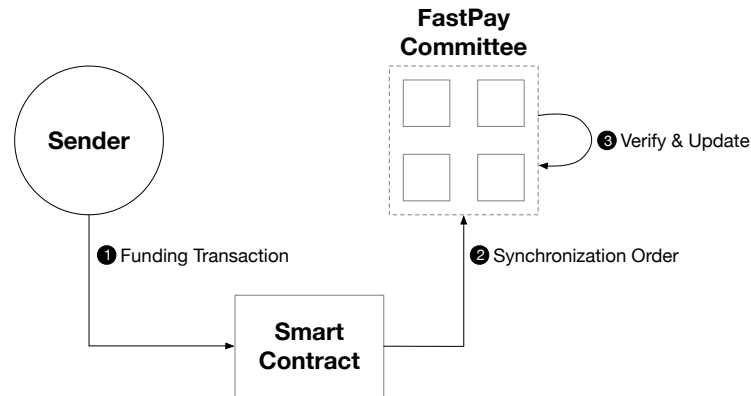 FastPay
Committee
Sender
❸ Verify & Update
❶ Funding Transaction
❷ Synchronization Order
Smart
Contract